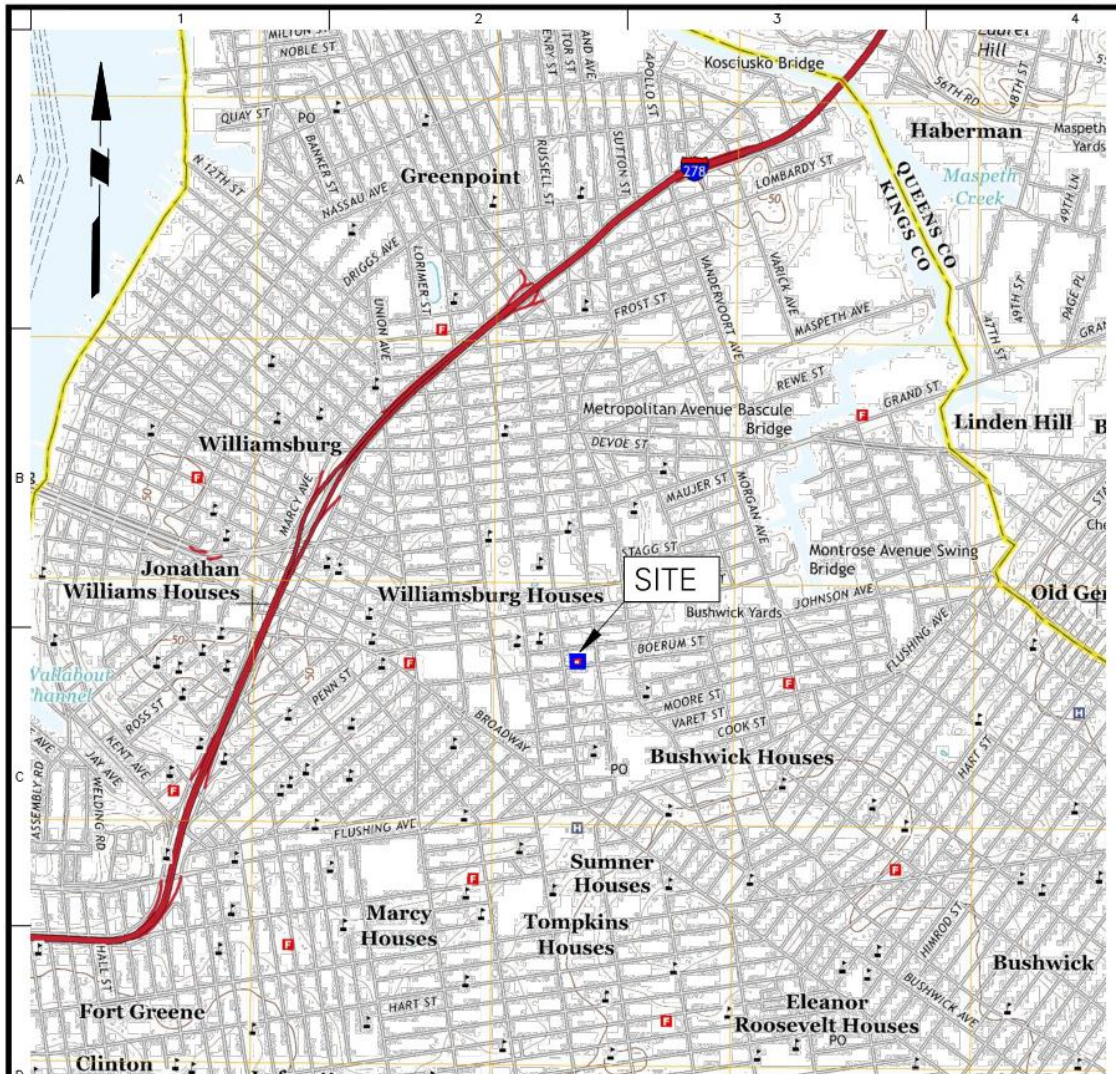 1
2
3
4
A
B
C
MILTON ST
NOBLE ST
HENRY ST
APOLLO ST
Kosciusko Bridge
Laurel
Hill
56TH RD
48TH ST
QUAY ST
PO
BANKER ST
RUSSELL ST
SUTTON ST
278
Haberman
Maspeth
Yards
N 12TH ST
NASSAU AVE
Greenpoint
LOMBARDY ST
50
QUEENS CO
KINGS CO
Maspeth
Creek
49TH LN
DRIGGS AVE
LORIMER ST
UNION AVE
FROST ST
VANDERVOORT AVE
VARICK AVE
MASPETH AVE
47TH ST
49TH ST
PAGE PL
F
REWE ST
GRAND ST
F
Metropolitan Avenue Bascule
Bridge
DEVOE ST
Linden Hill
Williamsburg
F
50
MARCY AVE
MAUJER ST
MORGAN AVE
STAGG ST
Montrose Avenue Swing
Bridge
Jonathan
Williams Houses
Williamsburg Houses
SITE
Bushwick Yards
JOHNSON AVE
FLUSHING AVE
50
50
BOERUM ST
F
F
Wallabout
Channel
ROSS ST
PENN ST
MOORE ST
VARET ST
COOK ST
BROADWAY
H
KENT AVE
JAY AVE
ASSEMBLY RD
WELDING RD
PO
Bushwick Houses
HART ST
F
FLUSHING AVE
H
Sumner
Houses
F
F
Marcy
Houses
Tompkins
Houses
HIMROD ST
F
HALL ST
Bushwick
HART ST
BUSHWICK AVE
Fort Greene
Eleanor
Roosevelt Houses
F
PO
Clinton